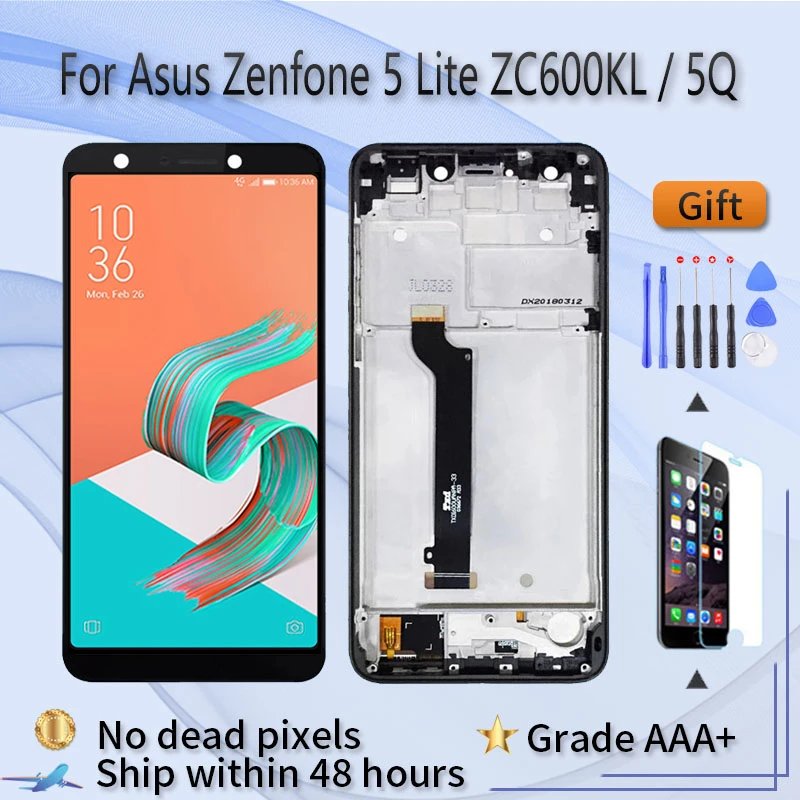 For Asus Zenfone 5 Lite ZC600KL / 5Q
Gift
4G 10:36 AM
10
36
Mon, Feb 26
JL0328
DX20180312
No dead pixels
Grade AAA+
Ship within 48 hours